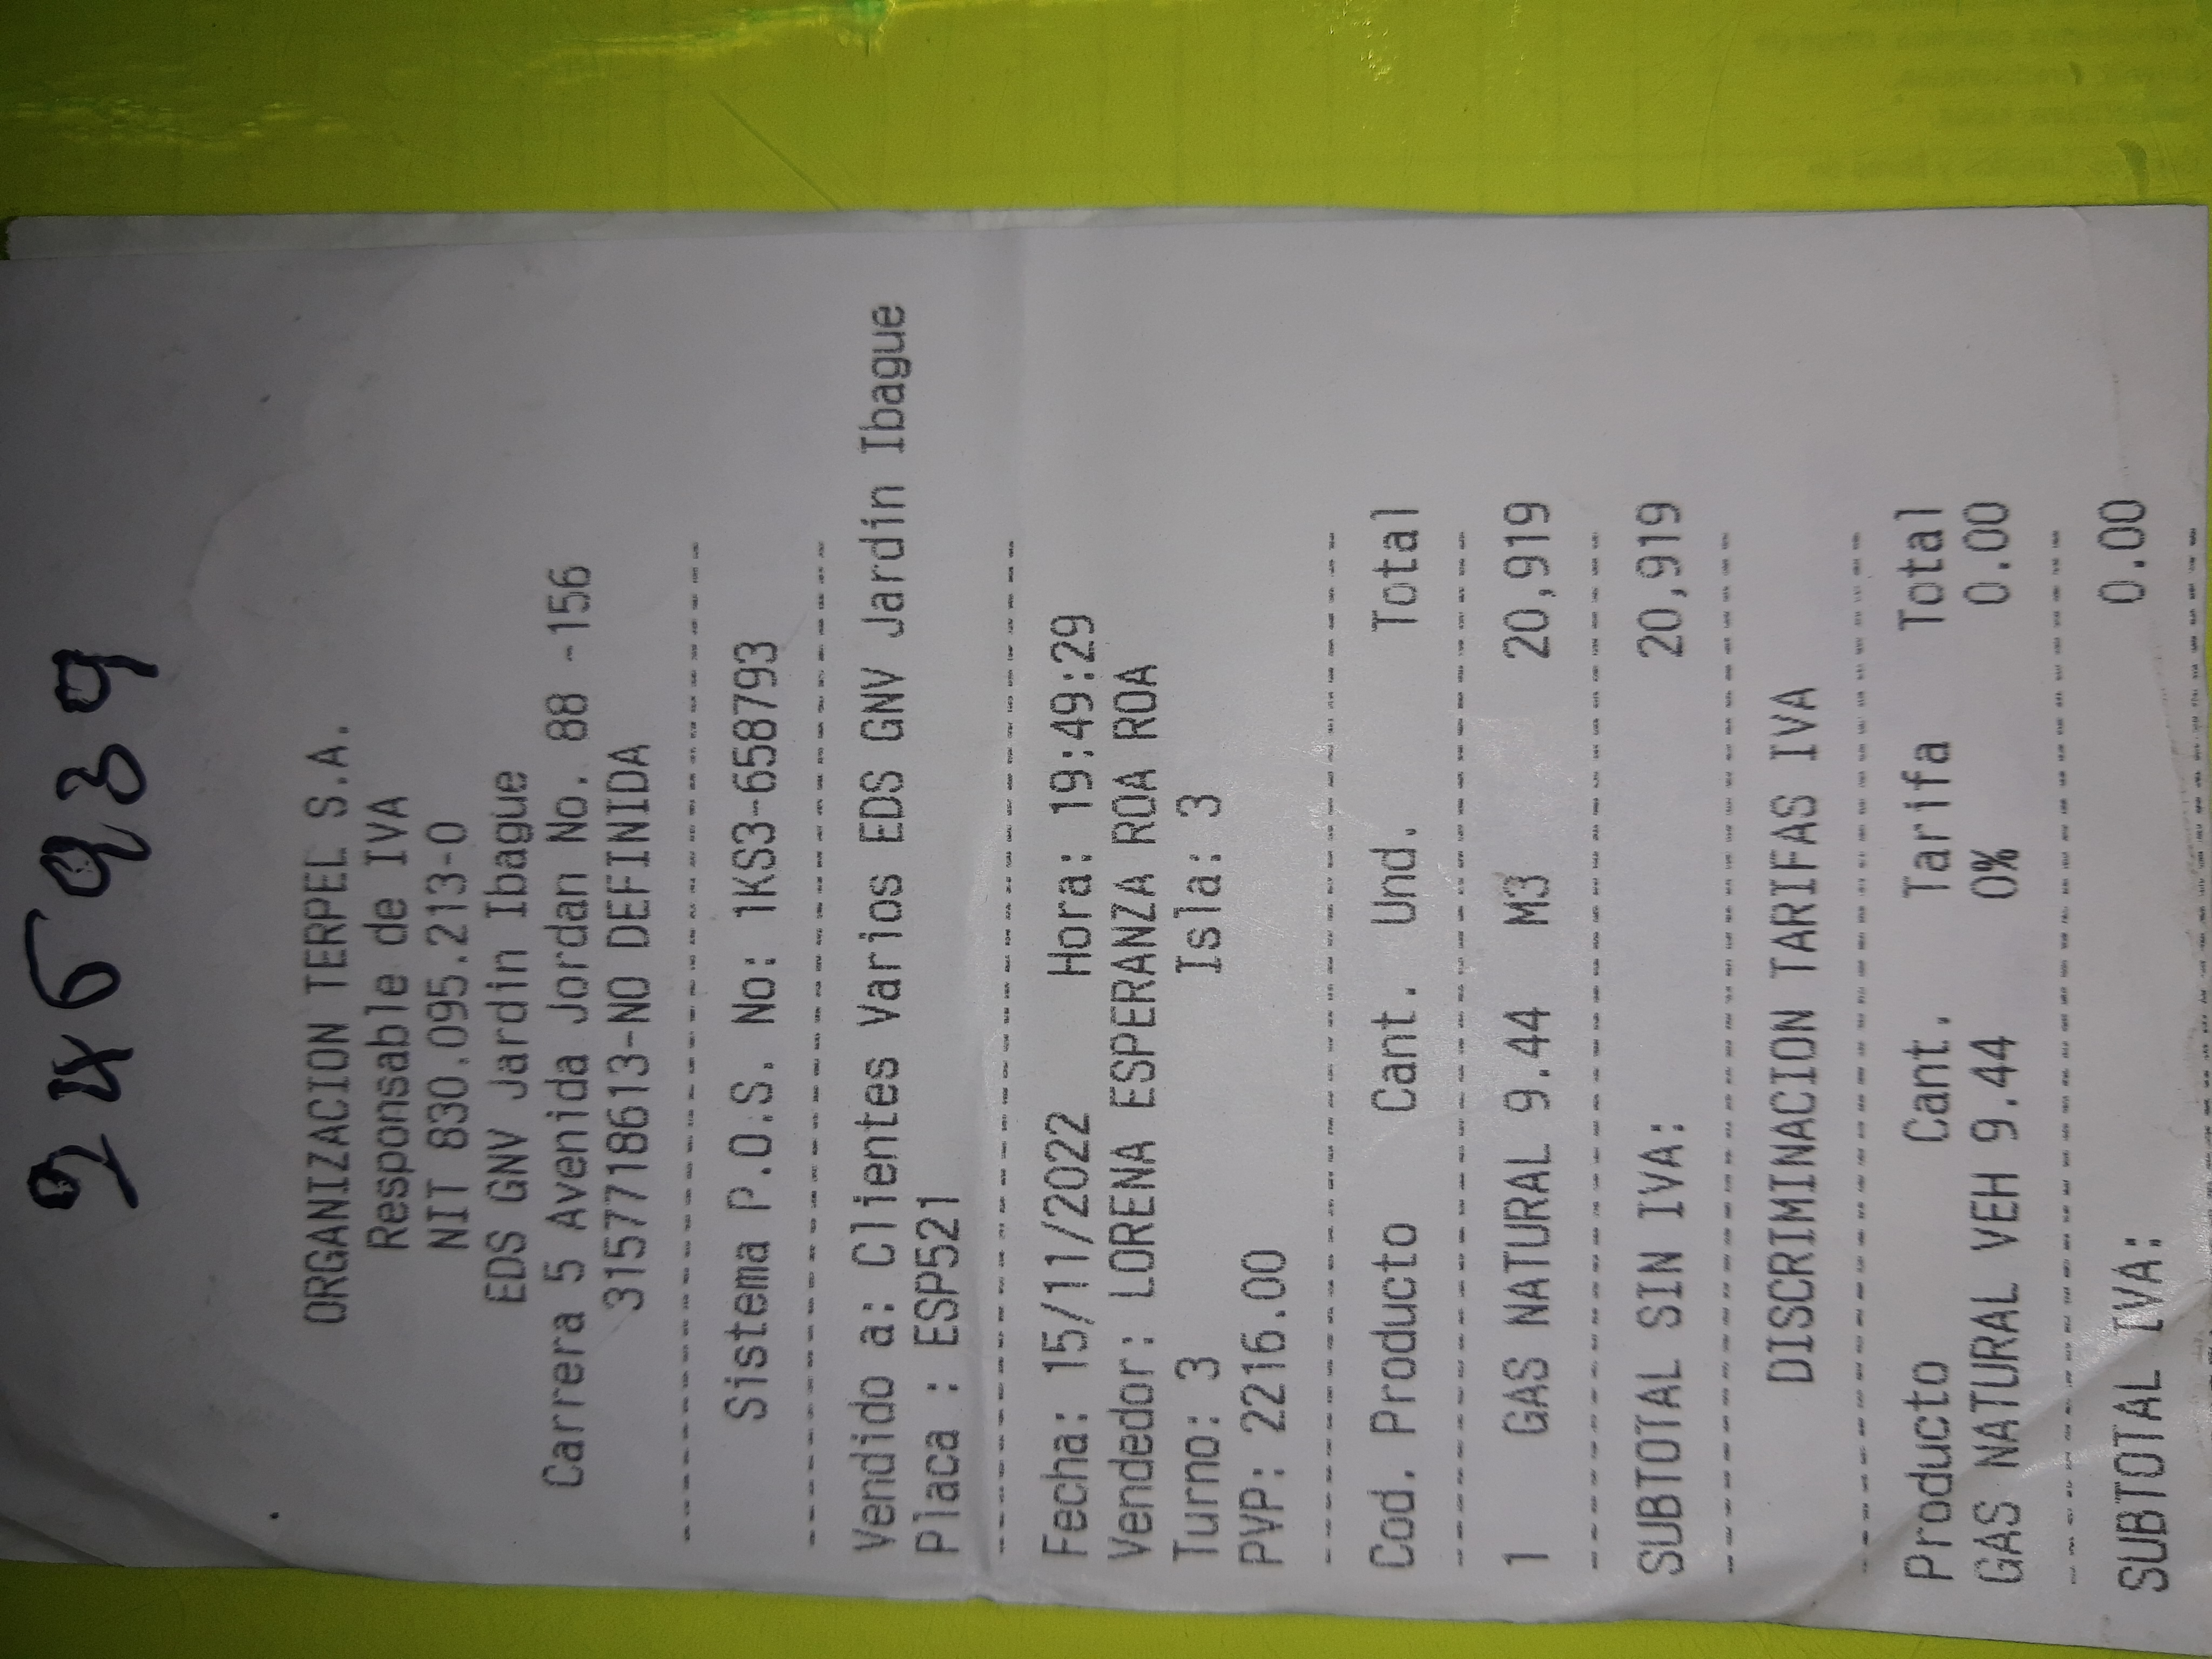 245939
ORGANIZACION TERPEL S.A.
Responsable de IVA
NIT 830.095.213-0
EDS GNV Jardin Ibague
Carrera 5 Avenida Jordan No. 88 -156
3157718613-NO DEFINIDA
Sistema P.O.S. No: 1KS3-658793
Vendido a: Clientes Varios EDS GNV Jardin Ibague
Placa : ESP521
Fecha: 15/11/2022 Hora: 19:49:29
Vendedor: LORENA ESPERANZA ROA ROA
Turno: 3 Isla: 3
PVP: 2216.00
Cod. Producto Cant. Und. Total
1 GAS NATURAL 9.44 M3 20,919
SUBTOTAL SIN IVA: 20,919
DISCRIMINACION TARIFAS IVA
Producto Cant. Tarifa Total
GAS NATURAL VEH 9.44 0% 0.00
SUBTOTAL IVA: 0.00